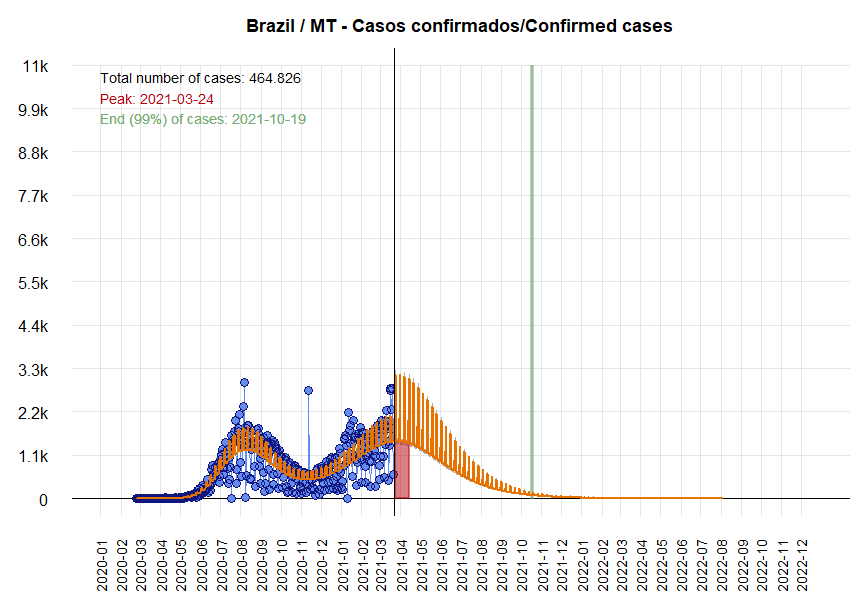 Brazil / MT - Casos confirmados/Confirmed cases
11k
Total number of cases: 464.826
Peak: 2021-03-24
9.9k
End (99%) of cases: 2021-10-19
8.8k
7.7k
6.6k
5.5k
4.4k
3.3k
2.2k
1.1k
0
2020-01
2020-02
2020-03
2020-04
2020-05
2020-06
2020-07
2020-08
2020-09
2020-10
2020-11
2020-12
2021-01
2021-02
2021-03
2021-04
2021-05
2021-06
2021-07
2021-08
2021-09
2021-10
2021-11
2021-12
2022-01
2022-02
2022-03
2022-04
2022-05
2022-06
2022-07
2022-08
2022-09
2022-10
2022-11
2022-12